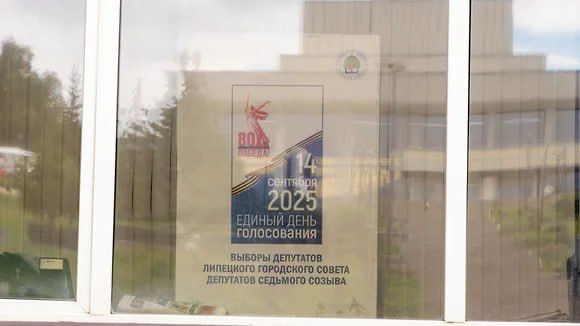 80
ПОБЕДА!
14
сентября
2025
ЕДИНЫЙ ДЕНЬ
ГОЛОСОВАНИЯ
ВЫБОРЫ ДЕПУТАТОВ
ЛИПЕЦКОГО ГОРОДСКОГО СОВЕТА
ДЕПУТАТОВ СЕДЬМОГО СОЗЫВА